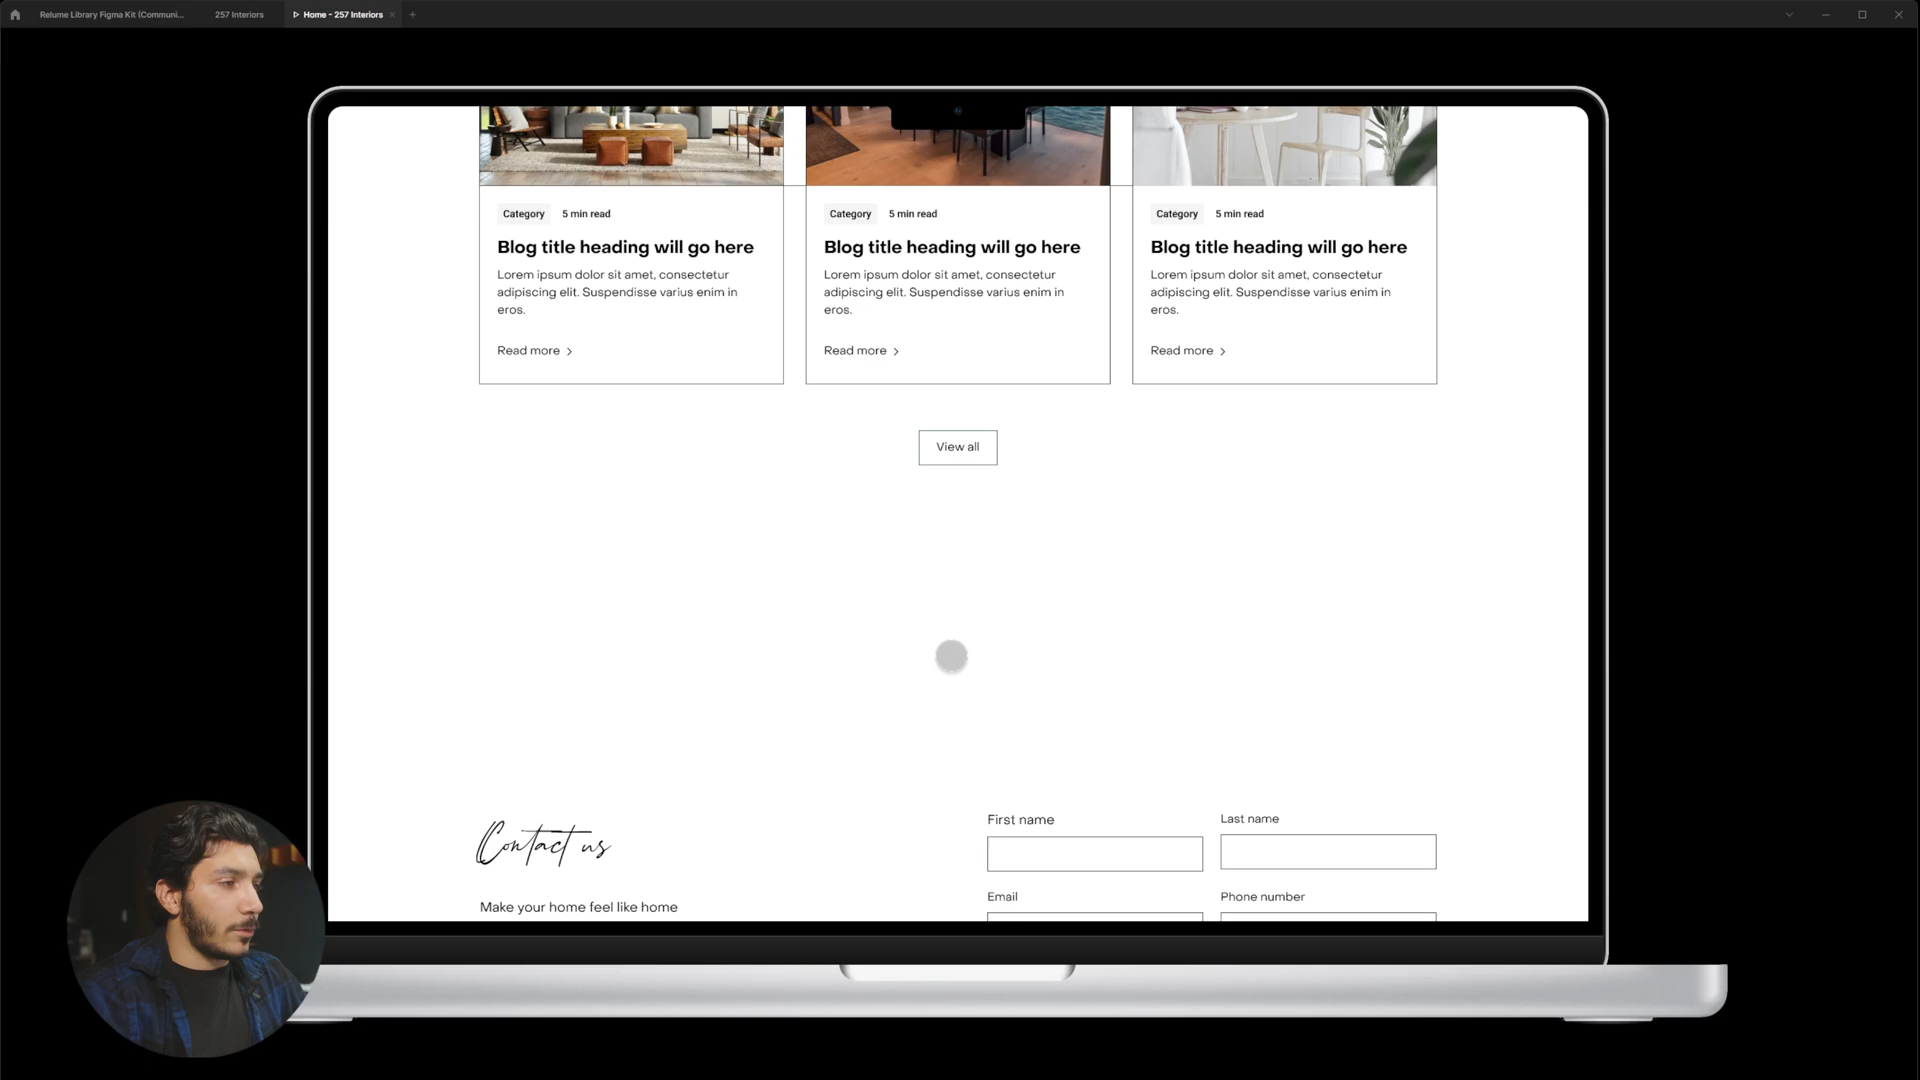 Relume Library Figma Kit (Communi...
257 Interiors
Home - 257 Interiors
Category 5 min read
Blog title heading will go here
Lorem ipsum dolor sit amet, consectetur
adipiscing elit. Suspendisse varius enim in
eros.
Read more
Category 5 min read
Blog title heading will go here
Lorem ipsum dolor sit amet, consectetur
adipiscing elit. Suspendisse varius enim in
eros.
Read more
Category 5 min read
Blog title heading will go here
Lorem ipsum dolor sit amet, consectetur
adipiscing elit. Suspendisse varius enim in
eros.
Read more
View all
Contact us
Make your home feel like home
First name
Last name
Email
Phone number